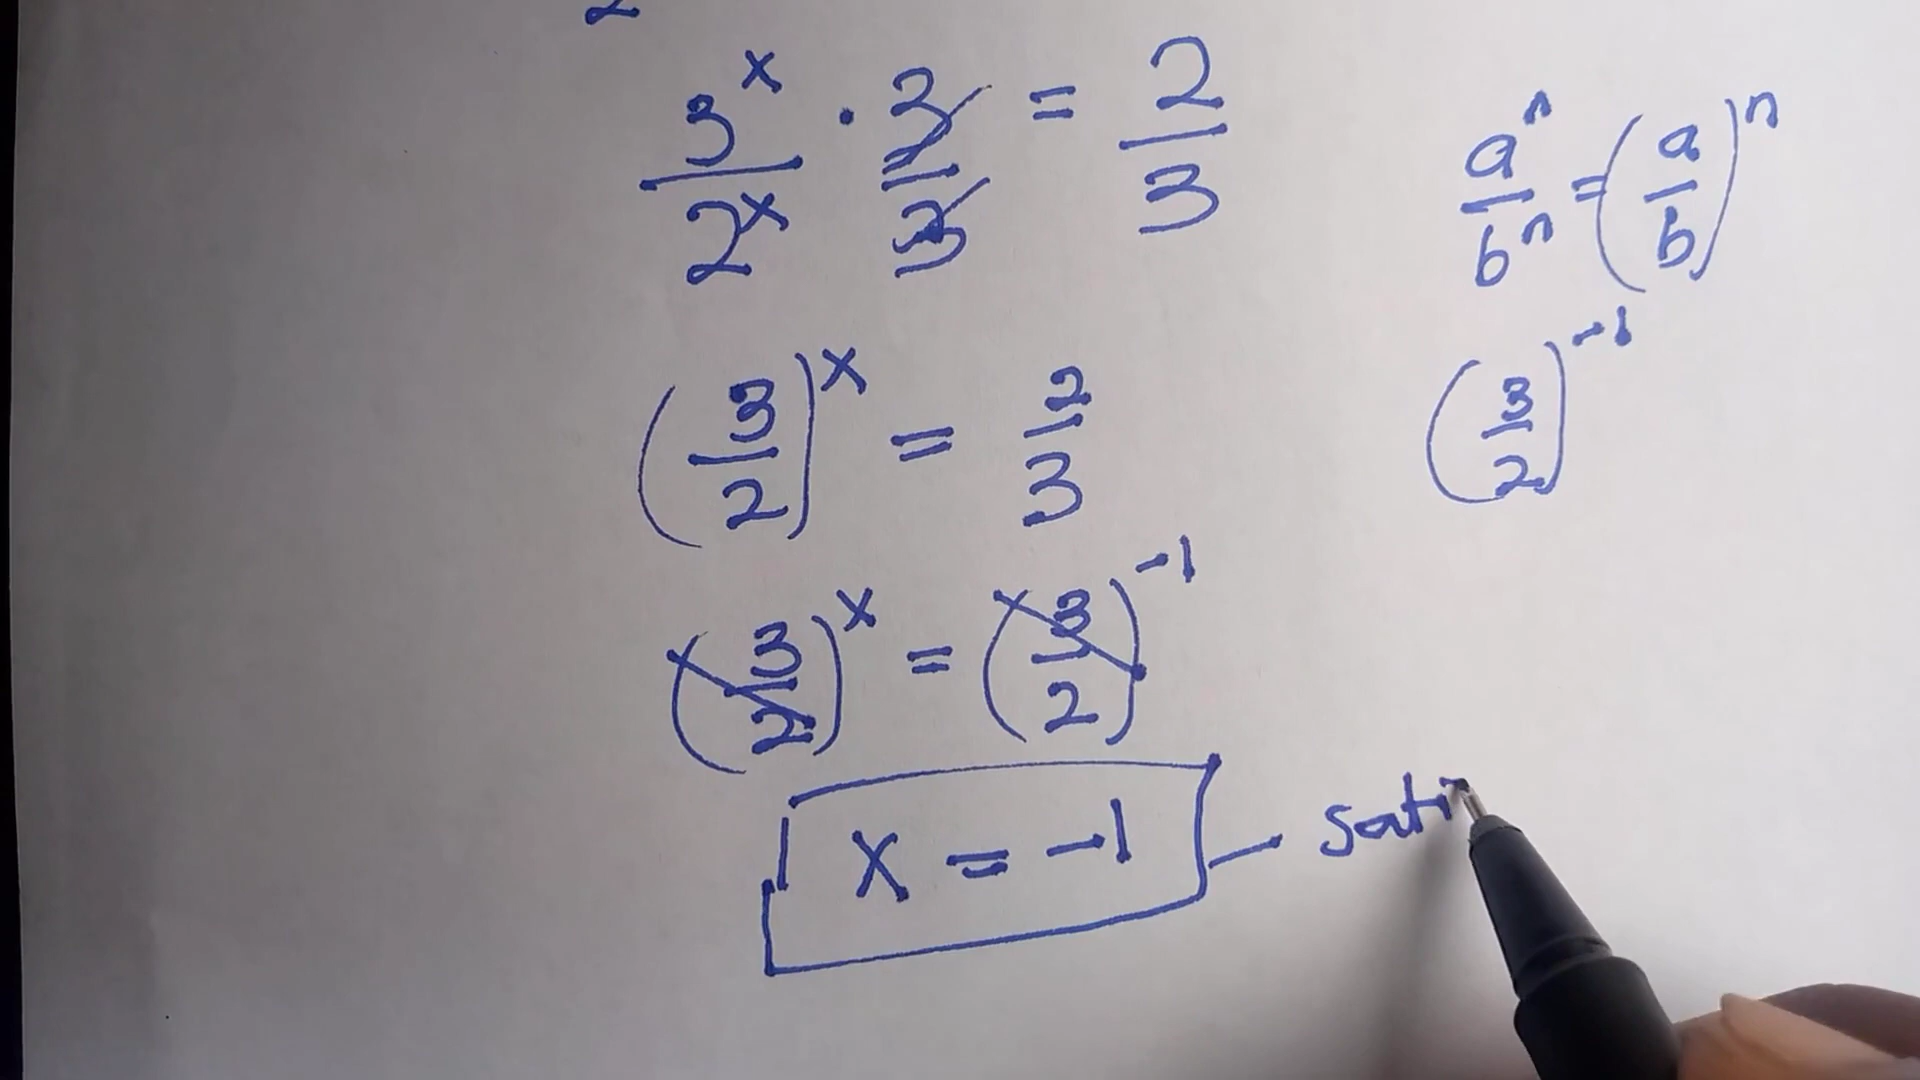 3^x/2^x · 2/3 = 2/3
a^n/b^n = (a/b)^n
(3/2)^x = 2/3
(3/2)^-1
(3/2)^x = (3/2)^-1
x = -1 - sati